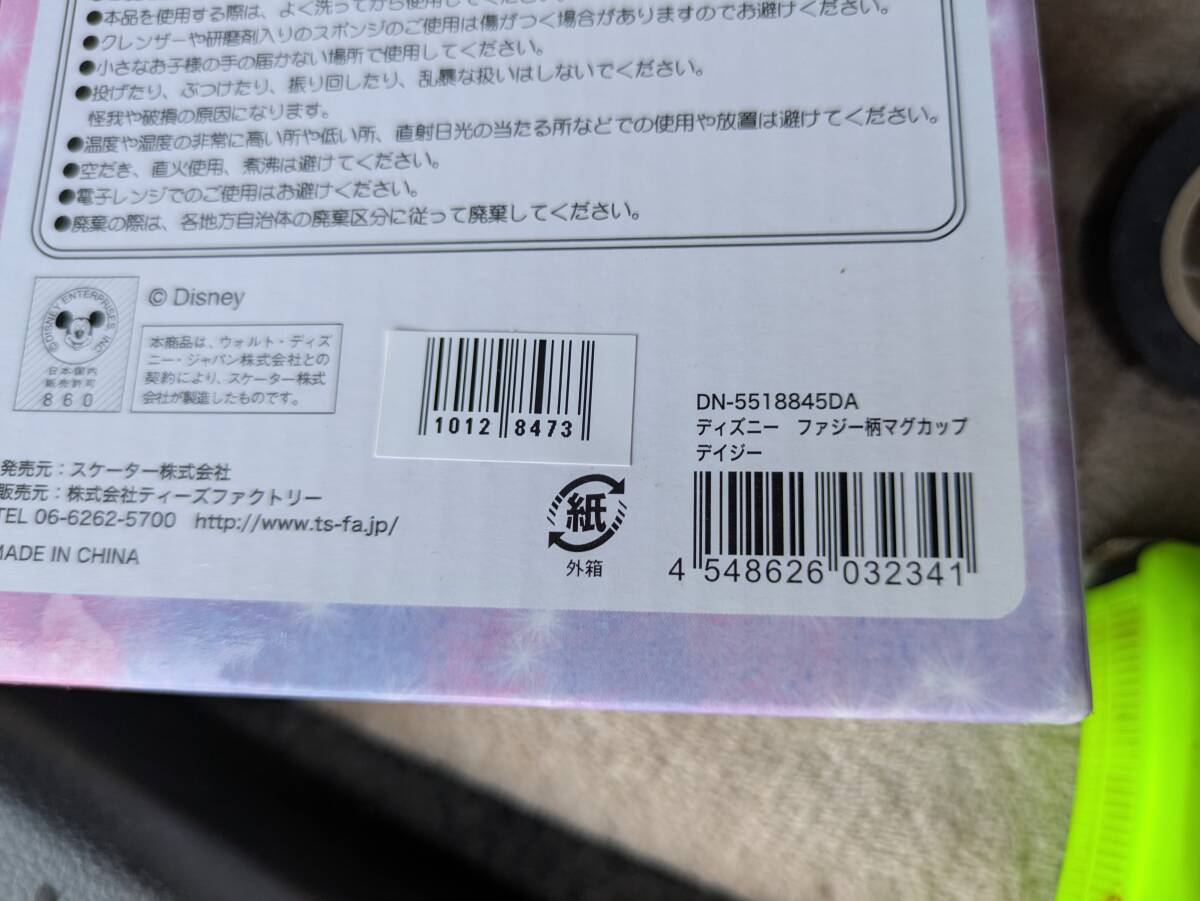 ●本品を使用する際は、よく洗ってから使用してください。
●クレンザーや研磨剤入りのスポンジのご使用は傷がつく場合がありますのでお避けください。
●小さなお子様の手の届かない場所で使用してください。
●投げたり、ぶつけたり、振り回したり、乱暴な扱いはしないでください。
怪我や破損の原因になります。
●温度や湿度の非常に高い所や低い所、直射日光の当たる所などでの使用や放置は避けてください。
●空だき、直火使用、煮沸は避けてください。
●電子レンジでのご使用はお避けください。
●廃棄の際は、各地方自治体の廃棄区分に従って廃棄してください。
© DISNEY ENTERPRISES INC
日本国内
販売許可
860
© Disney
本商品は、ウォルト・ディズ
ニー・ジャパン株式会社との
契約により、スケーター株式
会社が製造したものです。
1012 8473
DN-5518845DA
ディズニー ファジー柄マグカップ
デイジー
4 548626 032341
紙
外箱
発売元：スケーター株式会社
販売元：株式会社ティーズファクトリー
TEL 06-6262-5700 http://www.ts-fa.jp/
MADE IN CHINA